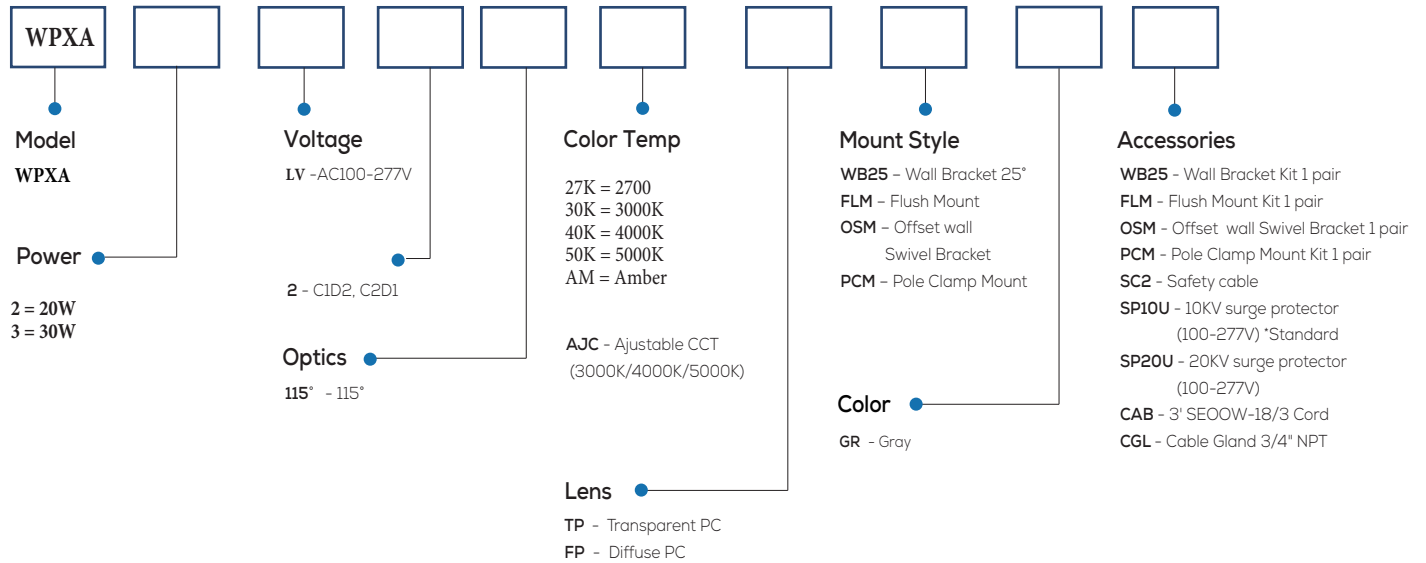 WPXA
Model
WPXA
Power
2 = 20W
3 = 30W
Voltage
LV -AC100-277V
2 - C1D2, C2D1
Optics
115° - 115°
Color Temp
27K = 2700
30K = 3000K
40K = 4000K
50K = 5000K
AM = Amber
AJC - Ajustable CCT
(3000K/4000K/5000K)
Lens
TP - Transparent PC
FP - Diffuse PC
Mount Style
WB25 – Wall Bracket 25°
FLM – Flush Mount
OSM – Offset wall
Swivel Bracket
PCM – Pole Clamp Mount
Color
GR - Gray
Accessories
WB25 - Wall Bracket Kit 1 pair
FLM - Flush Mount Kit 1 pair
OSM - Offset wall Swivel Bracket 1 pair
PCM - Pole Clamp Mount Kit 1 pair
SC2 - Safety cable
SP10U - 10KV surge protector
(100-277V) *Standard
SP20U - 20KV surge protector
(100-277V)
CAB - 3' SEOOW-18/3 Cord
CGL - Cable Gland 3/4" NPT